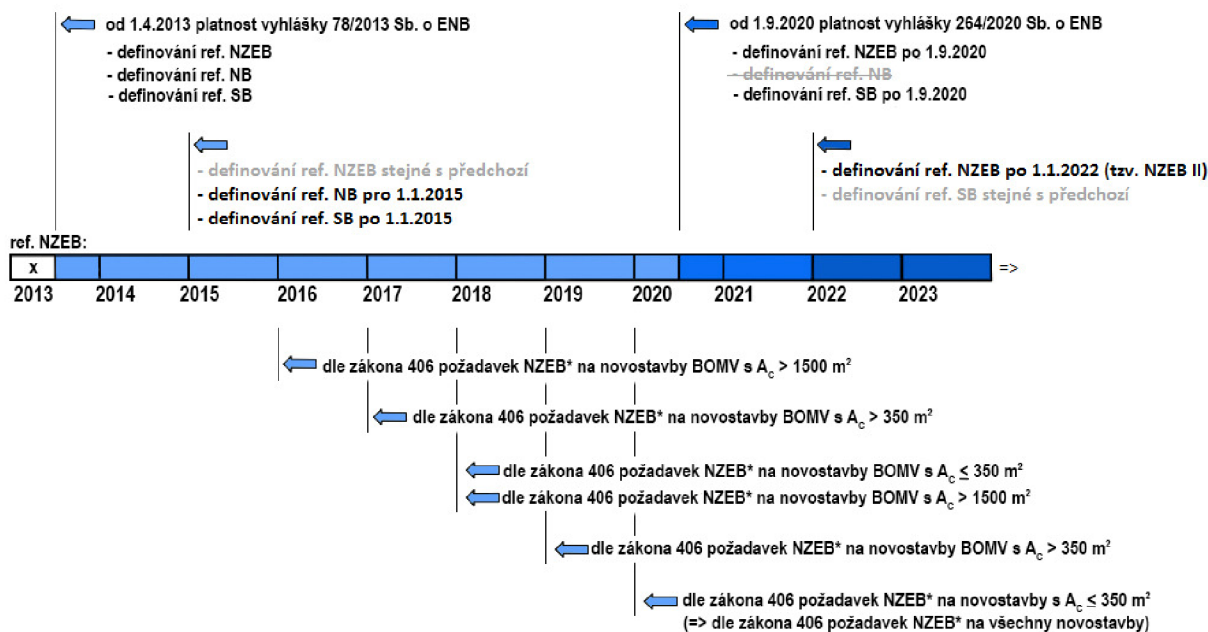 od 1.4.2013 platnost vyhlášky 78/2013 Sb. o ENB
- definování ref. NZEB
- definování ref. NB
- definování ref. SB
- definování ref. NZEB stejné s předchozí
- definování ref. NB pro 1.1.2015
- definování ref. SB po 1.1.2015
od 1.9.2020 platnost vyhlášky 264/2020 Sb. o ENB
- definování ref. NZEB po 1.9.2020
- definování ref. NB
- definování ref. SB po 1.9.2020
- definování ref. NZEB po 1.1.2022 (tzv. NZEB II)
- definování ref. SB stejné s předchozí
ref. NZEB:
x =>
2013 2014 2015 2016 2017 2018 2019 2020 2021 2022 2023
dle zákona 406 požadavek NZEB* na novostavby BOMV s A꜀ > 1500 m²
dle zákona 406 požadavek NZEB* na novostavby BOMV s A꜀ > 350 m²
dle zákona 406 požadavek NZEB* na novostavby BOMV s A꜀ ≤ 350 m²
dle zákona 406 požadavek NZEB* na novostavby BOMV s A꜀ > 1500 m²
dle zákona 406 požadavek NZEB* na novostavby BOMV s A꜀ > 350 m²
dle zákona 406 požadavek NZEB* na novostavby s A꜀ ≤ 350 m²
(=> dle zákona 406 požadavek NZEB* na všechny novostavby)